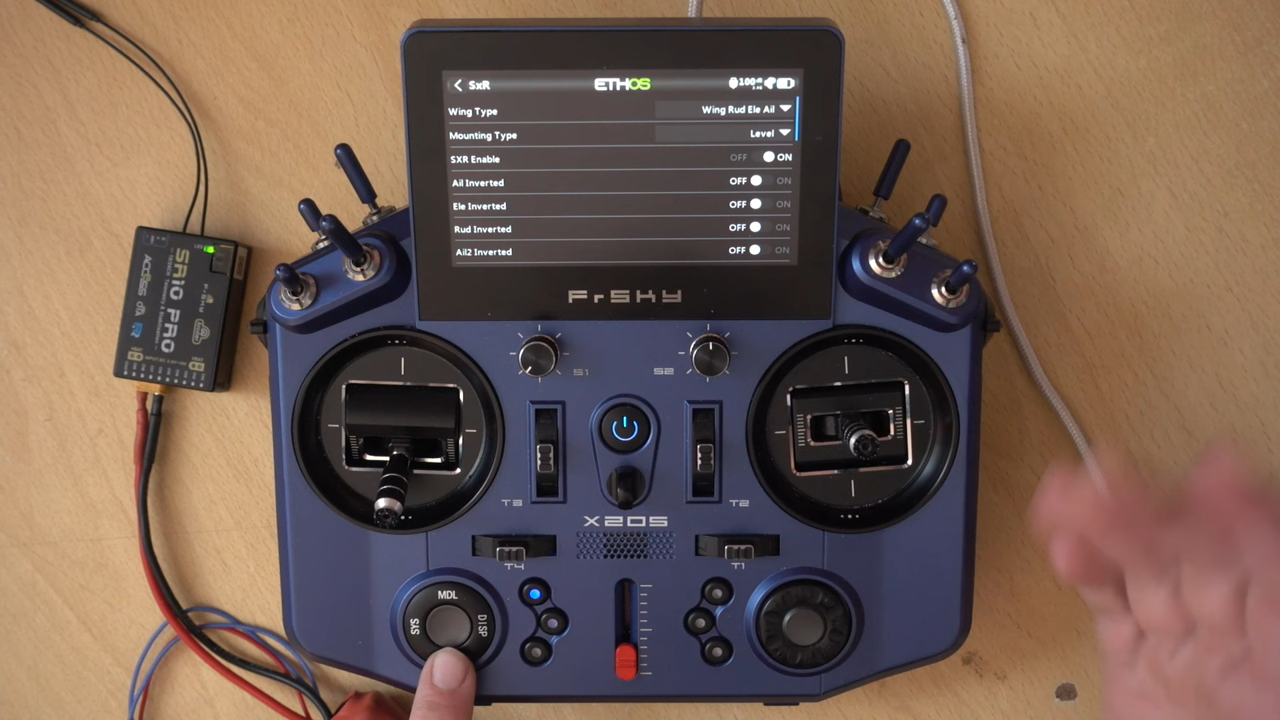 SxR
ETHOS
100
Wing Type
Wing Rud Ele Ail
Mounting Type
Level
SXR Enable
OFF ON
Ail Inverted
OFF ON
Ele Inverted
OFF ON
Rud Inverted
OFF ON
Ail2 Inverted
OFF ON
FrSKY
S1
S2
T3
T2
X20S
T4
T1
MDL
SYS
DISP
FrSKY
SR10 PRO
ACCESS